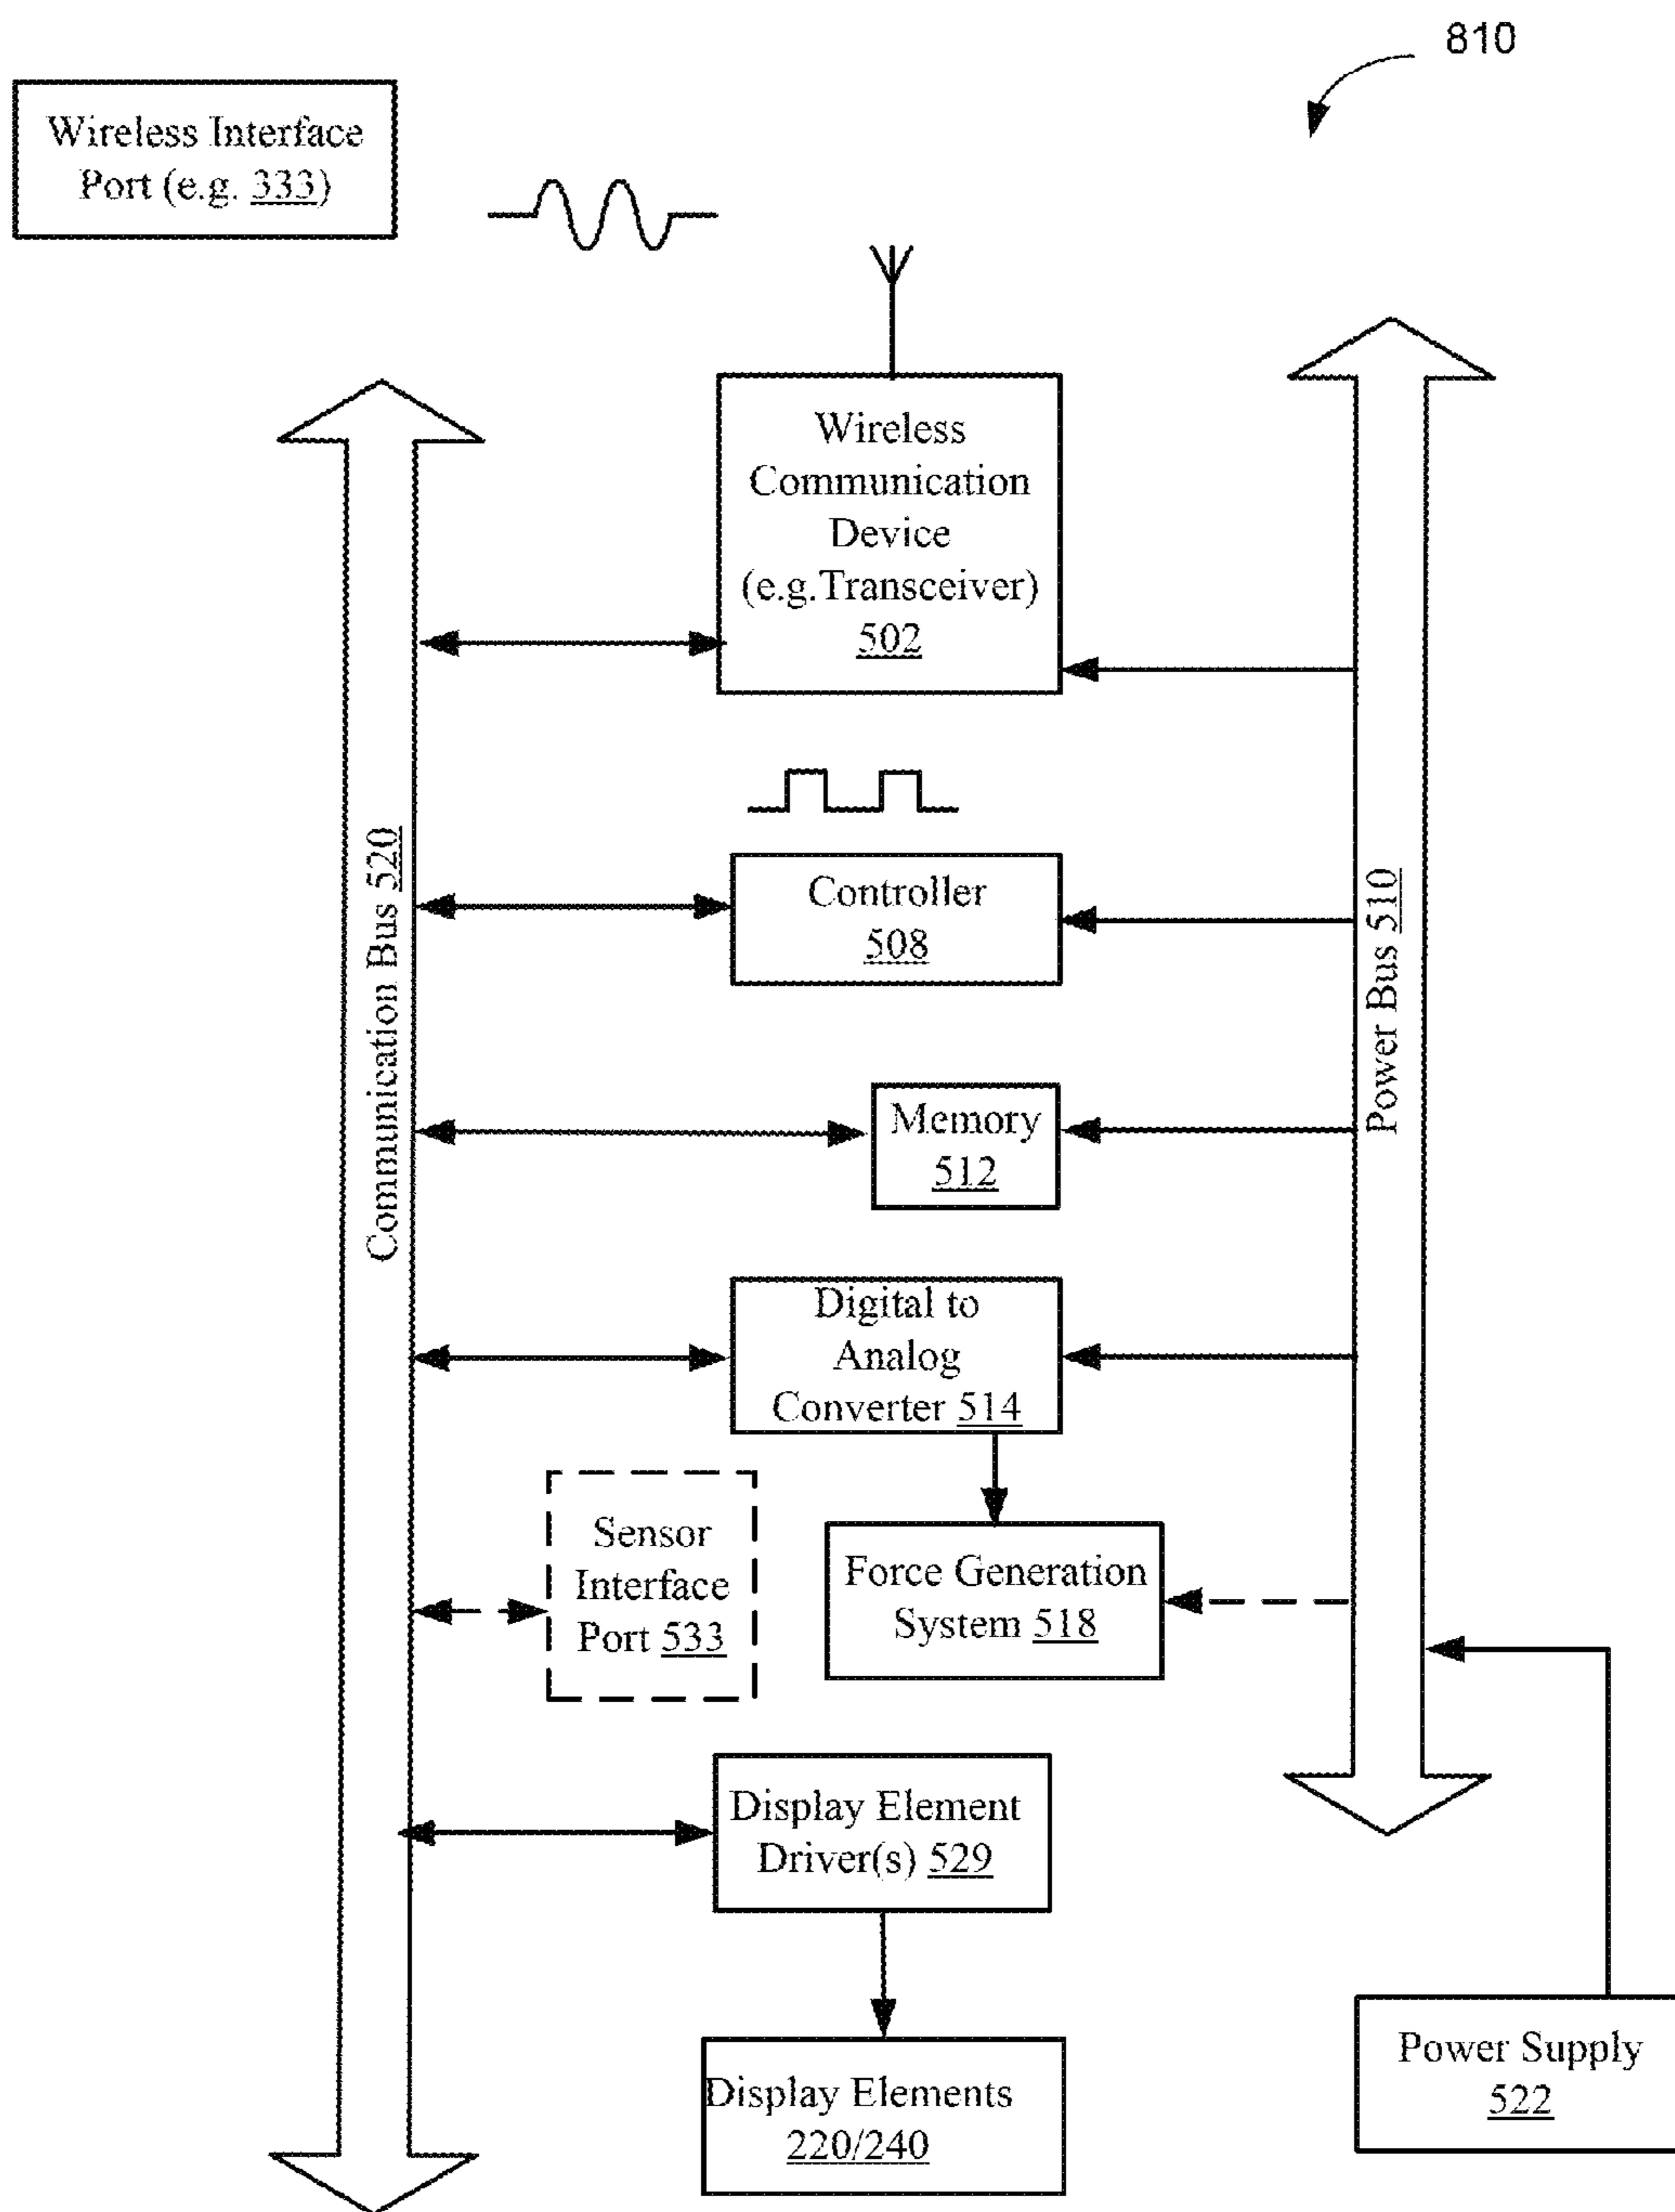 810
Wireless Interface
Port (e.g. 333)
Wireless
Communication
Device
(e.g.Transceiver)
502
Communication Bus 520
Power Bus 510
Controller
508
Memory
512
Digital to
Analog
Converter 514
Sensor
Interface
Port 533
Force Generation
System 518
Display Element
Driver(s) 529
Display Elements
220/240
Power Supply
522